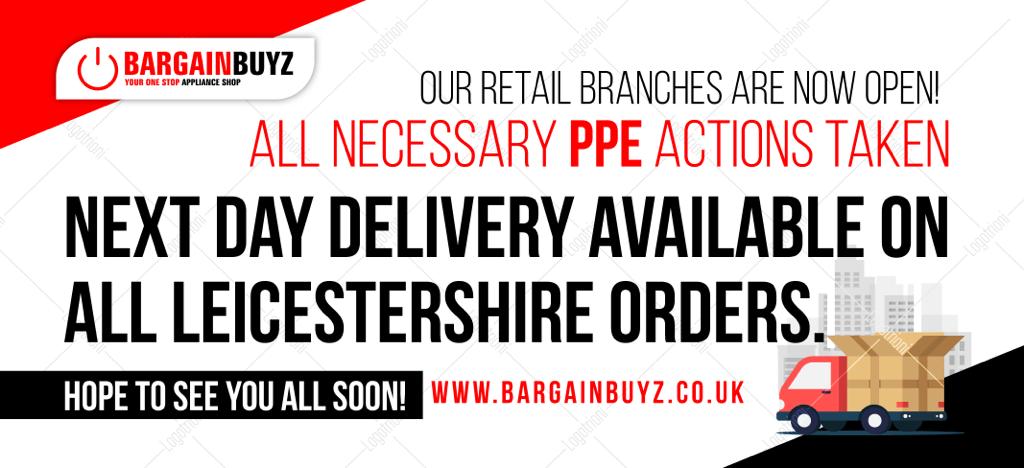 BARGAINBUYZ
YOUR ONE STOP APPLIANCE SHOP
OUR RETAIL BRANCHES ARE NOW OPEN!
ALL NECESSARY PPE ACTIONS TAKEN
NEXT DAY DELIVERY AVAILABLE ON
ALL LEICESTERSHIRE ORDERS.
HOPE TO SEE YOU ALL SOON!
WWW.BARGAINBUYZ.CO.UK